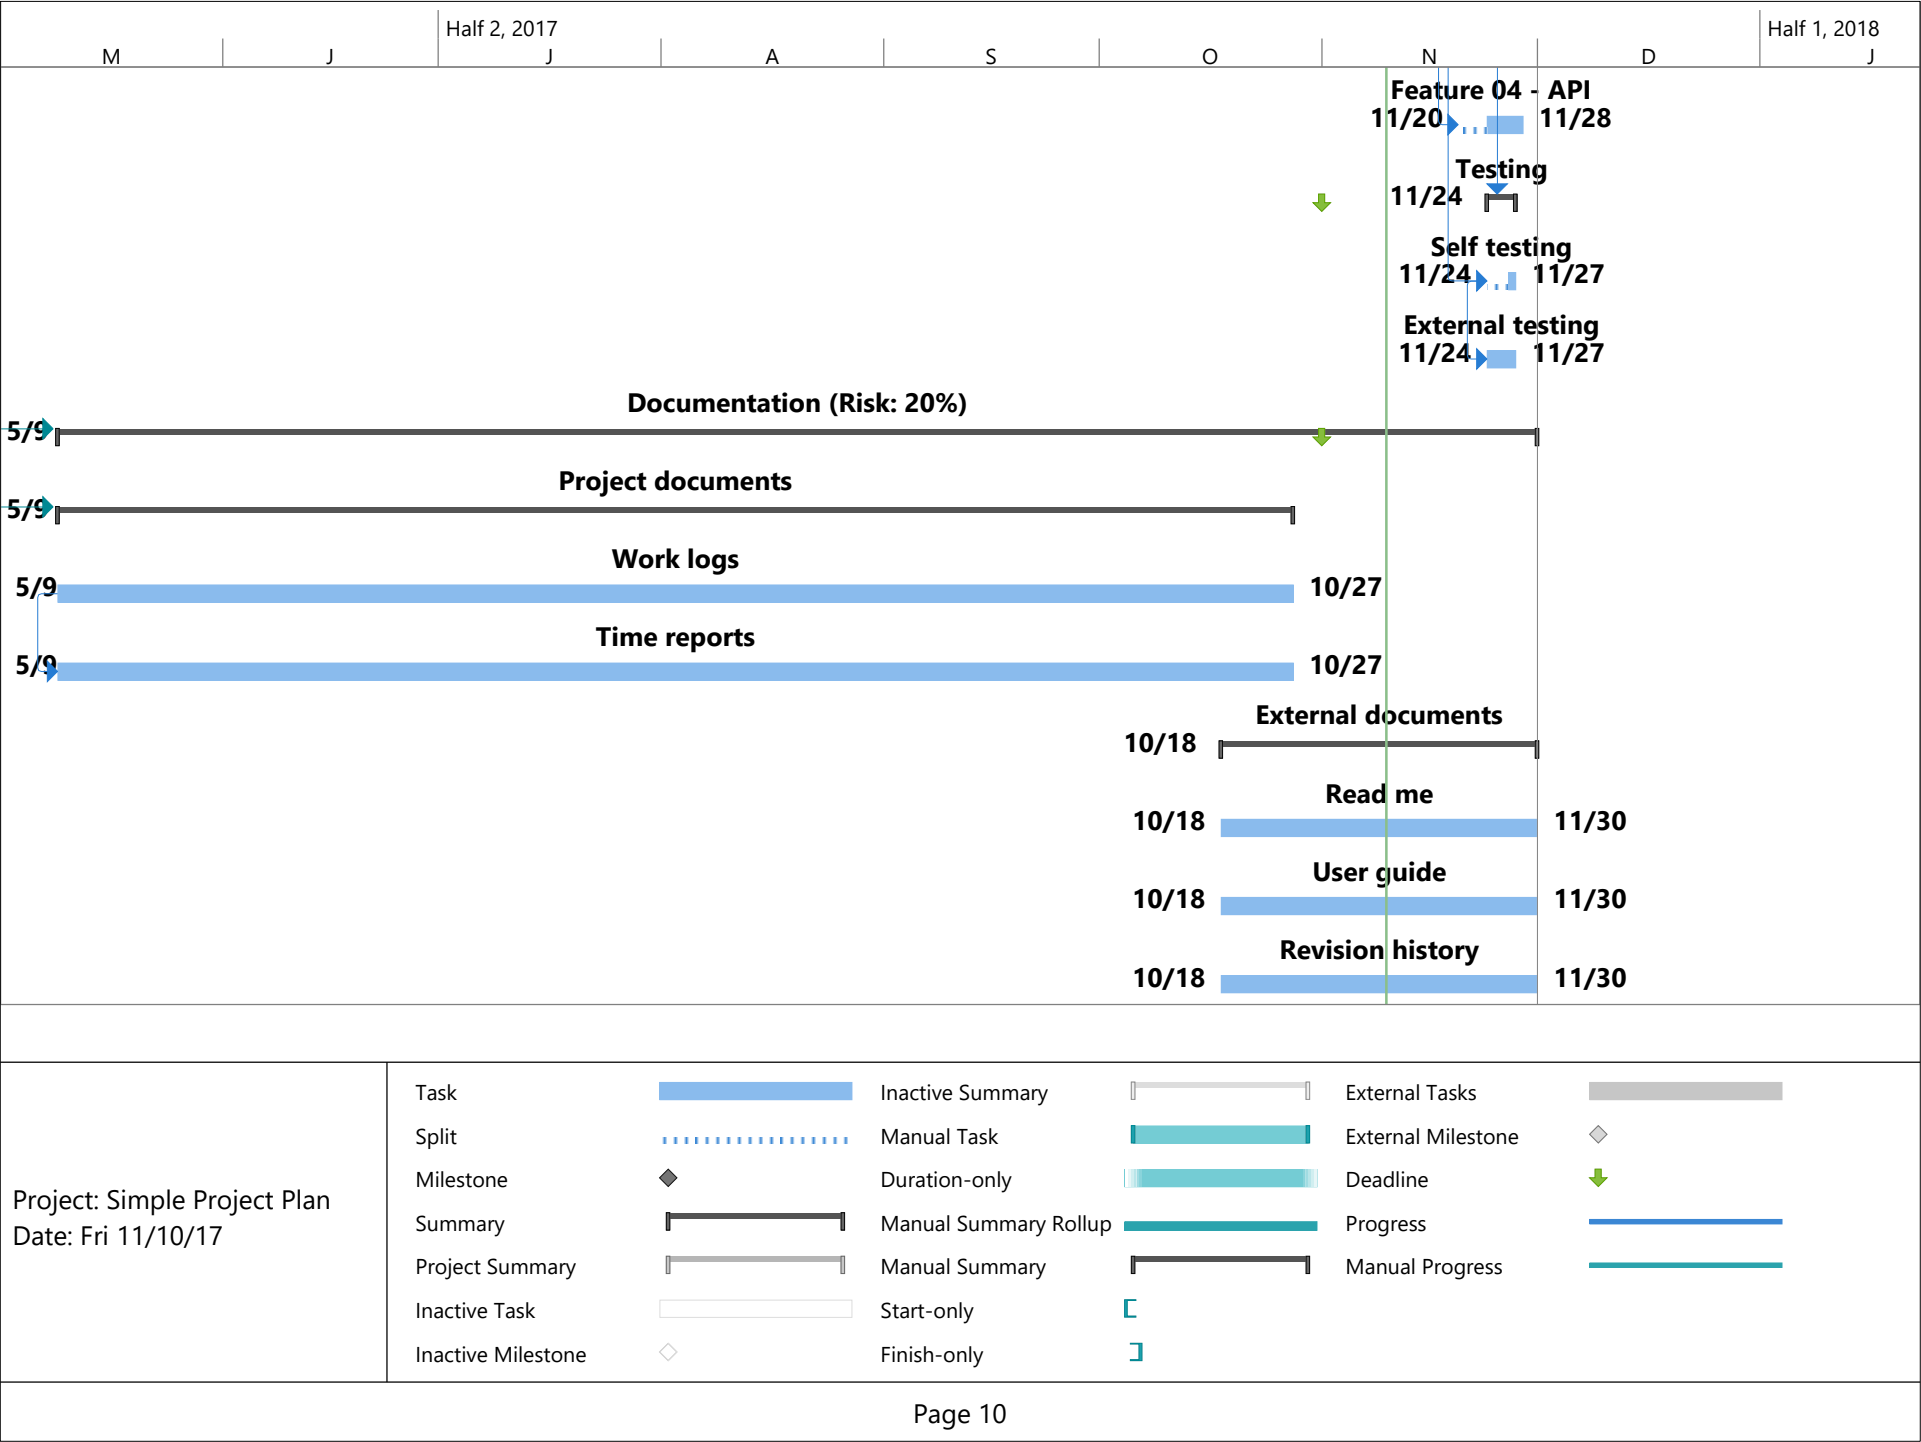 Half 2, 2017 Half 1, 2018
M J J A S O N D J
Feature 04 - API
11/20 11/28
Testing
11/24
Self testing
11/24 11/27
External testing
11/24 11/27
Documentation (Risk: 20%)
5/9
Project documents
5/9
Work logs
5/9 10/27
Time reports
5/9 10/27
External documents
10/18
Read me
10/18 11/30
User guide
10/18 11/30
Revision history
10/18 11/30
Project: Simple Project Plan
Date: Fri 11/10/17
Task
Split
Milestone
Summary
Project Summary
Inactive Task
Inactive Milestone
Inactive Summary
Manual Task
Duration-only
Manual Summary Rollup
Manual Summary
Start-only
Finish-only
External Tasks
External Milestone
Deadline
Progress
Manual Progress
Page 10